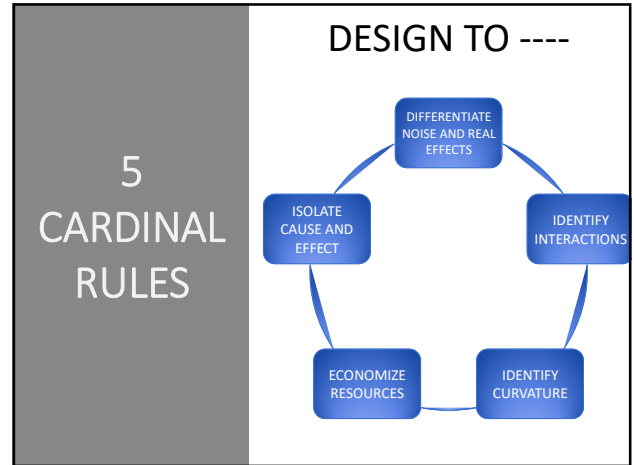 5
CARDINAL
RULES
DESIGN TO ----
DIFFERENTIATE
NOISE AND REAL
EFFECTS
IDENTIFY
INTERACTIONS
IDENTIFY
CURVATURE
ECONOMIZE
RESOURCES
ISOLATE
CAUSE AND
EFFECT